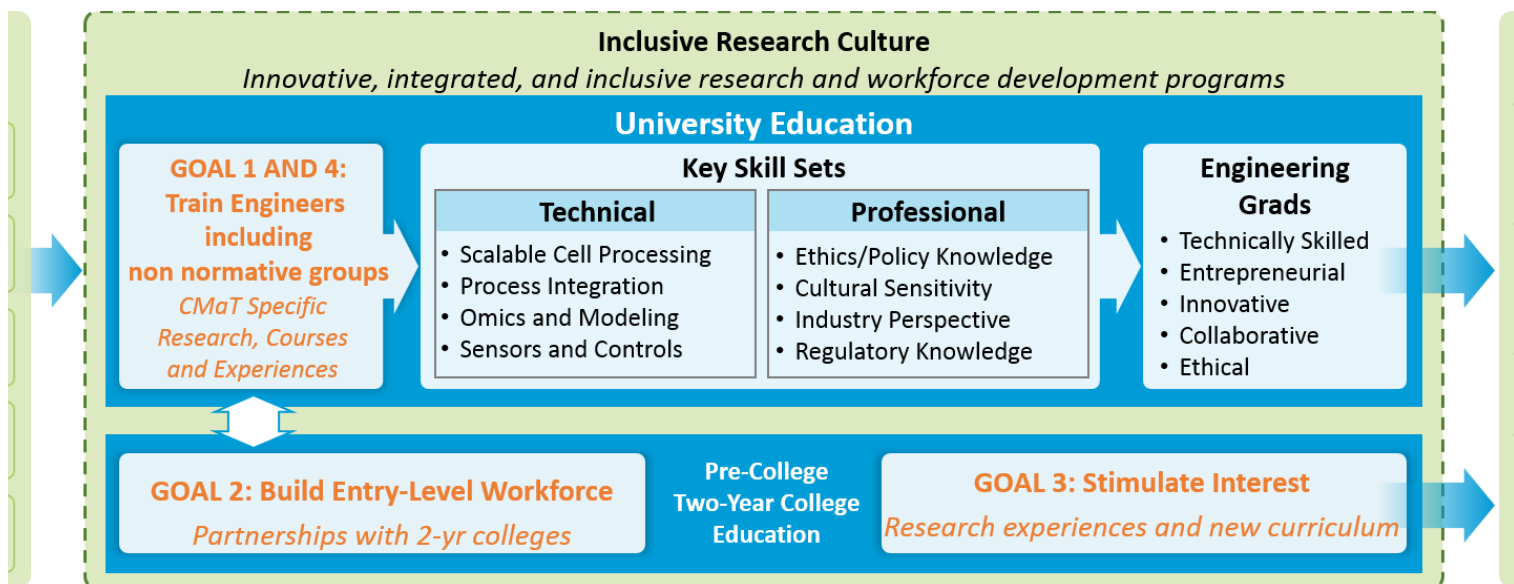 Inclusive Research Culture
Innovative, integrated, and inclusive research and workforce development programs
University Education
GOAL 1 AND 4:
Train Engineers
including
non normative groups
CMaT Specific
Research, Courses
and Experiences
Key Skill Sets
Technical
• Scalable Cell Processing
• Process Integration
• Omics and Modeling
• Sensors and Controls
Professional
• Ethics/Policy Knowledge
• Cultural Sensitivity
• Industry Perspective
• Regulatory Knowledge
Engineering
Grads
• Technically Skilled
• Entrepreneurial
• Innovative
• Collaborative
• Ethical
GOAL 2: Build Entry-Level Workforce
Partnerships with 2-yr colleges
Pre-College
Two-Year College
Education
GOAL 3: Stimulate Interest
Research experiences and new curriculum